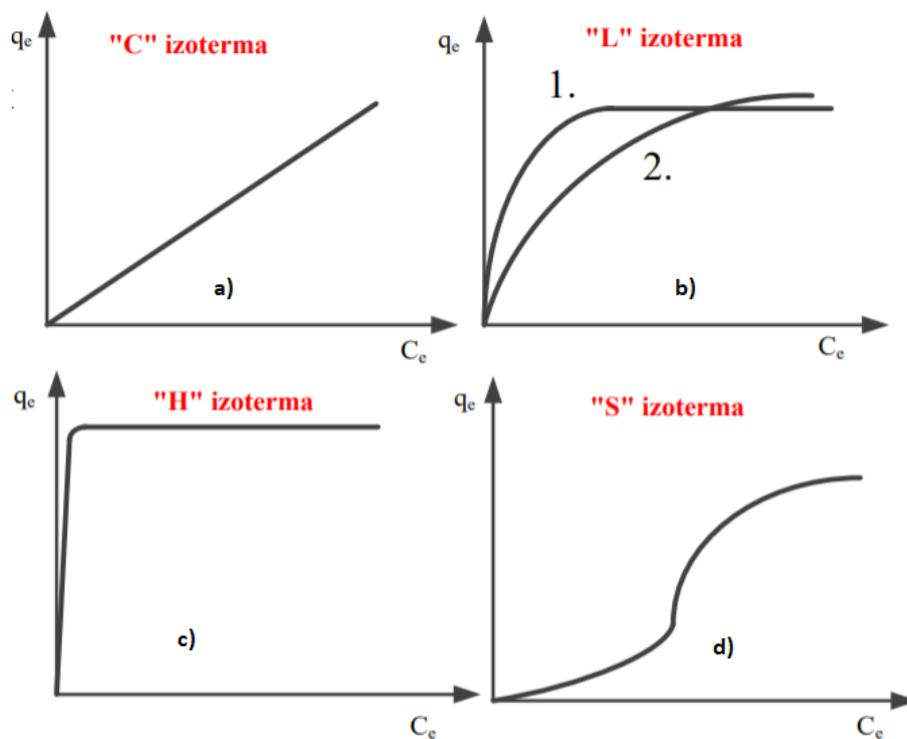 qe
"C" izoterma
a)
Ce
qe
"L" izoterma
1.
2.
b)
Ce
qe
"H" izoterma
c)
Ce
qe
"S" izoterma
d)
Ce